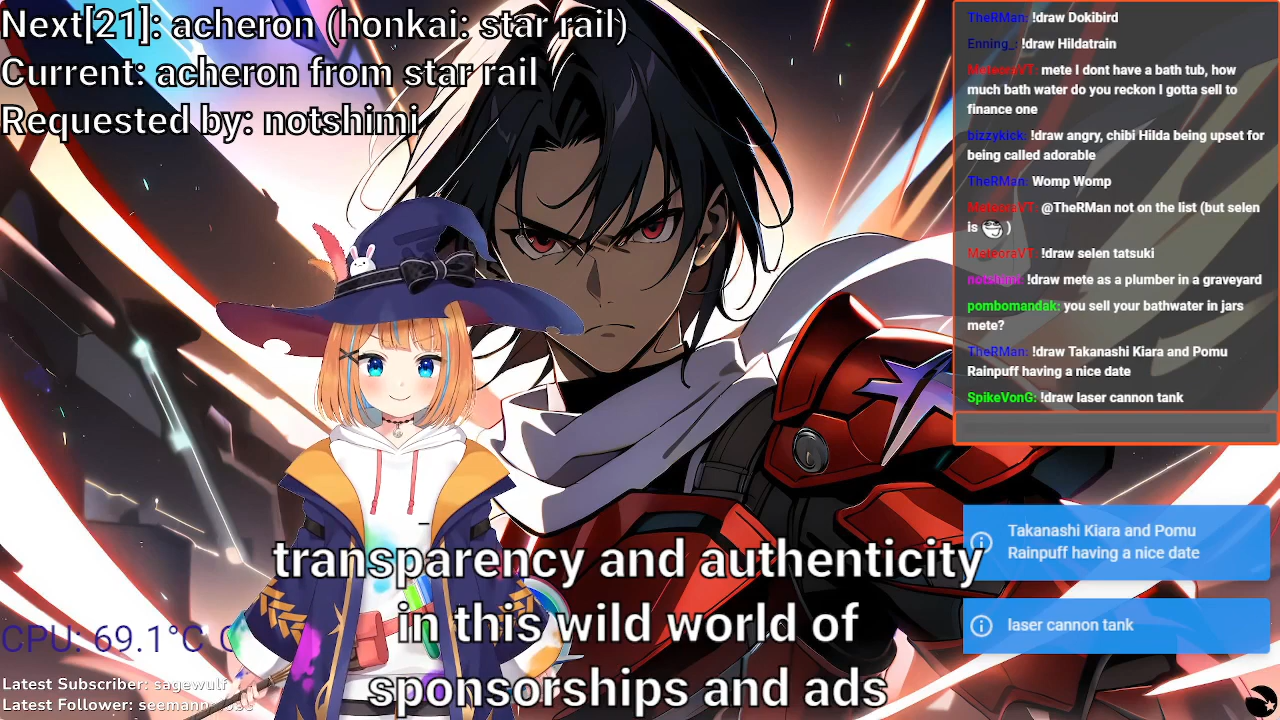 Next[21]: acheron (honkai: star rail)
Current: acheron from star rail
Requested by: notshimi
TheRMan: !draw Dokibird
Enning_: !draw Hildatrain
MeteoraVT: mete I dont have a bath tub, how
much bath water do you reckon I gotta sell to
finance one
bizzykick: !draw angry, chibi Hilda being upset for
being called adorable
TheRMan: Womp Womp
MeteoraVT: @TheRMan not on the list (but selen
is )
MeteoraVT: !draw selen tatsuki
notshimi: !draw mete as a plumber in a graveyard
pombomandak: you sell your bathwater in jars
mete?
TheRMan: !draw Takanashi Kiara and Pomu
Rainpuff having a nice date
SpikeVonG: !draw laser cannon tank
Takanashi Kiara and Pomu
Rainpuff having a nice date
laser cannon tank
transparency and authenticity
in this wild world of
sponsorships and ads
CPU: 69.1°C
Latest Subscriber: sagewulf
Latest Follower: